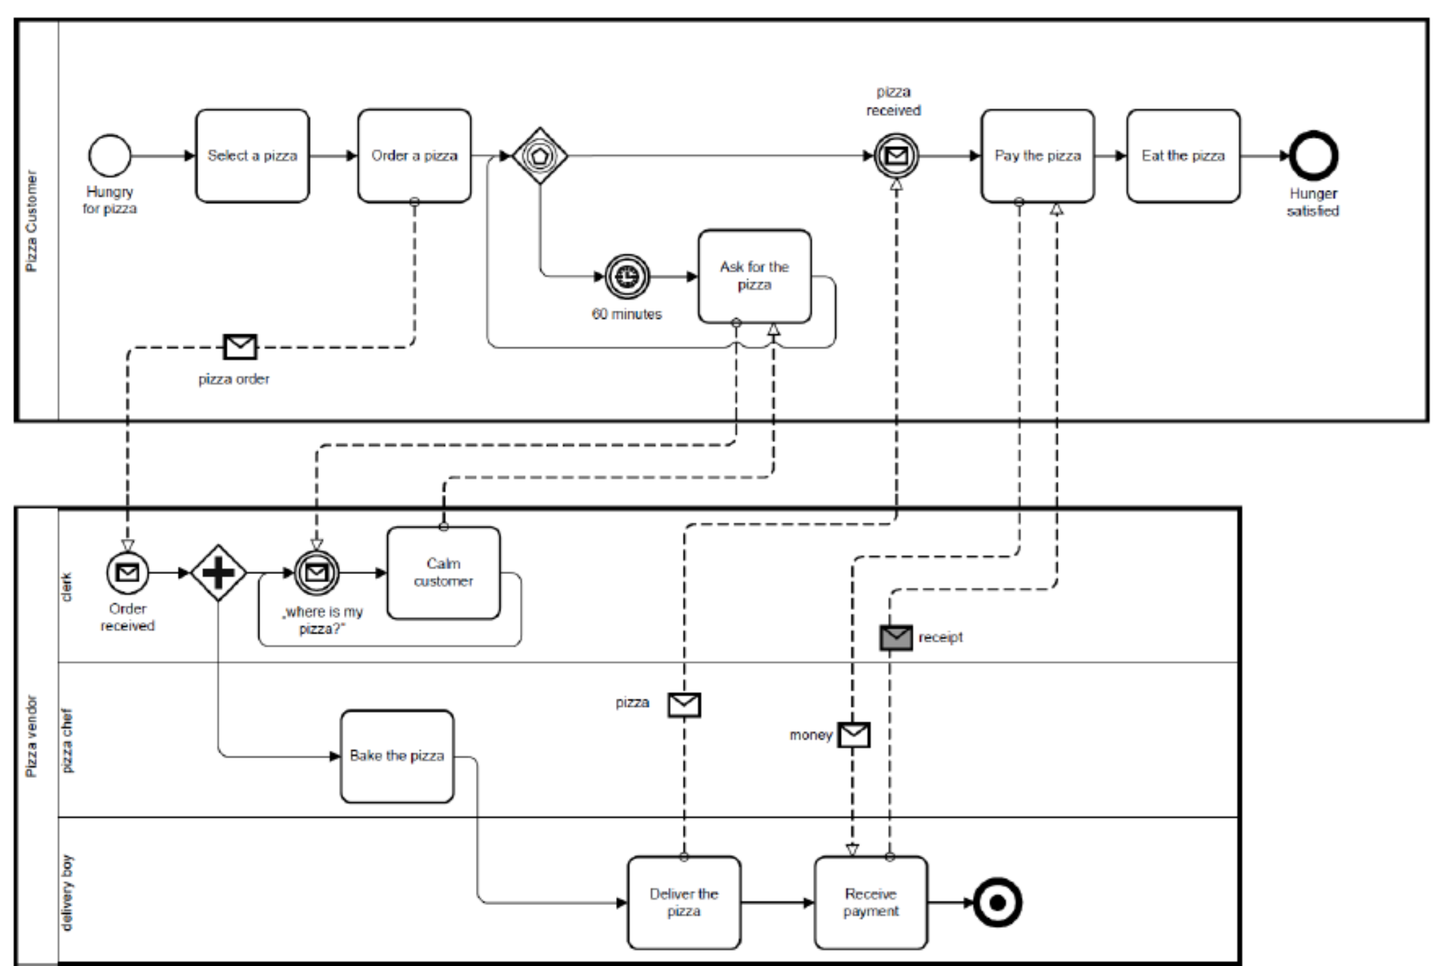 Pizza Customer
Hungry
for pizza
Select a pizza
Order a pizza
pizza
received
Pay the pizza
Eat the pizza
Hunger
satisfied
60 minutes
Ask for the
pizza
pizza order
Pizza vendor
clerk
Order
received
„where is my
pizza?“
Calm
customer
receipt
pizza chef
Bake the pizza
pizza
money
delivery boy
Deliver the
pizza
Receive
payment